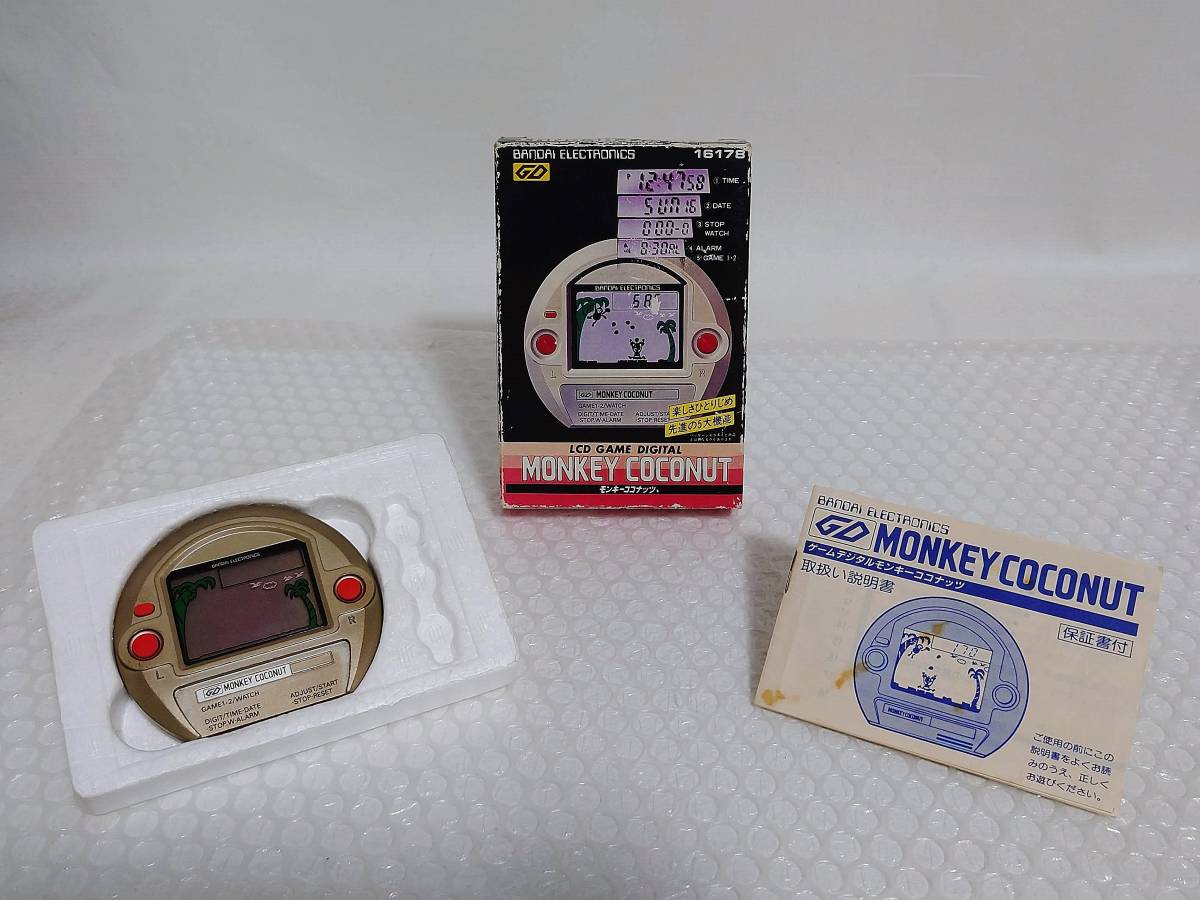 BANDAI ELECTRONICS
16178
GD
P 12:47 58
① TIME
SUN 16
② DATE
000-0
③ STOP WATCH
0:30AL
④ ALARM
5 GAME 1・2
BANDAI ELECTRONICS
L
R
GD MONKEY COCONUT
GAME1-2/WATCH
DIGIT/TIME・DATE
・STOP.W・ALARM
ADJUST/START
・STOP・RESET
楽しさひとりじめ
先進の5大機能
LCD GAME DIGITAL
MONKEY COCONUT
モンキーココナッツ
BANDAI ELECTRONICS
L
R
GD MONKEY COCONUT
GAME1-2/WATCH
DIGIT/TIME・DATE
・STOP.W・ALARM
ADJUST/START
・STOP・RESET
BANDAI ELECTRONICS
GD MONKEY COCONUT
ゲームデジタルモンキーココナッツ
取扱い説明書
保証書付
170
MONKEY COCONUT
ご使用の前にこの
説明書をよくお読
みのうえ、正しく
お遊びください。